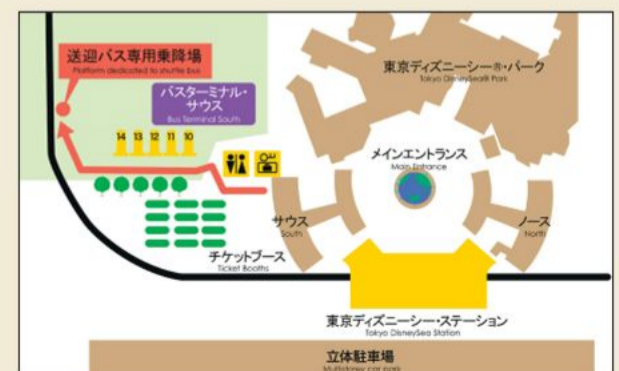 送迎バス専用乗降場
Platform dedicated to shuttle bus
バスターミナル・
サウス
Bus Terminal South
14 13 12 11 10
東京ディズニーシー®・パーク
Tokyo DisneySea® Park
メインエントランス
Main Entrance
サウス
South
ノース
North
チケットブース
Ticket Booths
東京ディズニーシー・ステーション
Tokyo DisneySea Station
立体駐車場
Multistorey car park